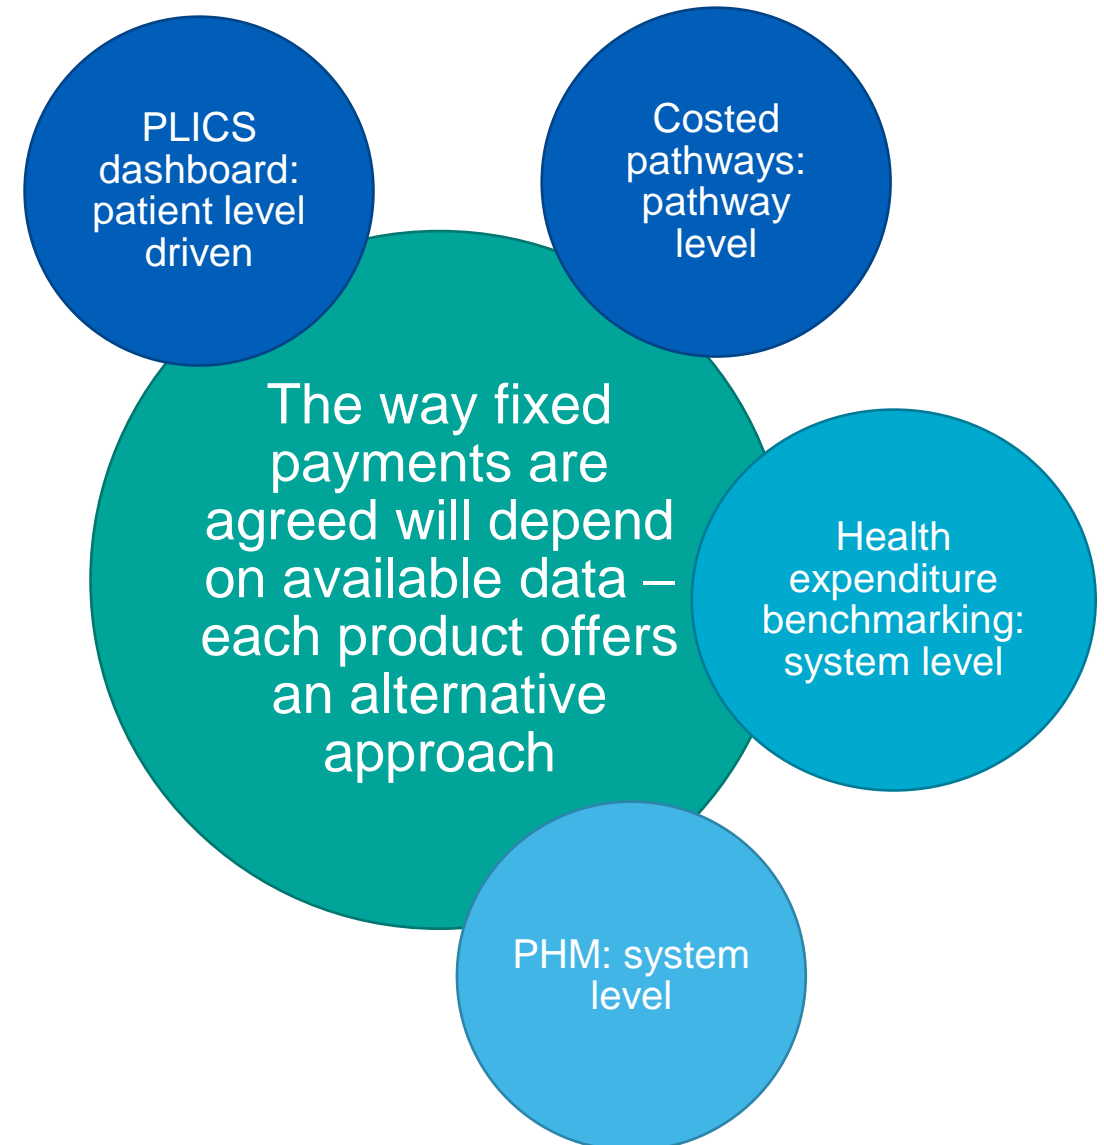 PLICS
dashboard:
patient level
driven
Costed
pathways:
pathway
level
The way fixed
payments are
agreed will depend
on available data –
each product offers
an alternative
approach
Health
expenditure
benchmarking:
system level
PHM: system
level